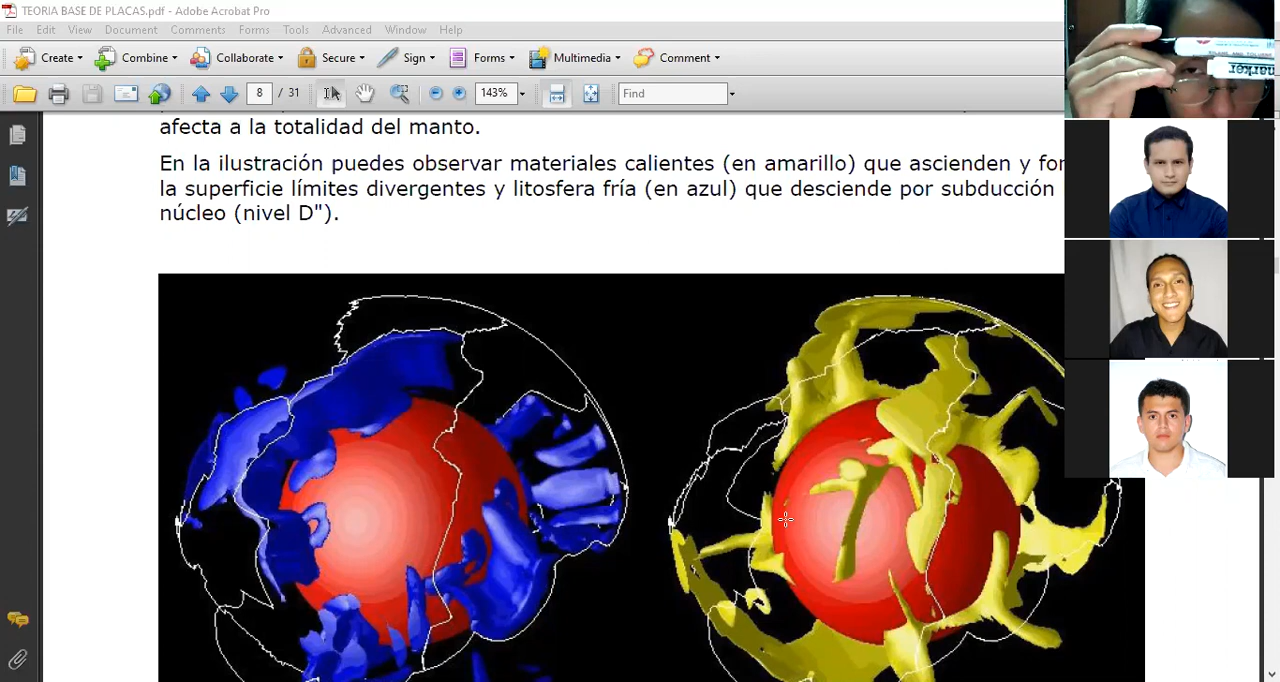 TEORIA BASE DE PLACAS.pdf - Adobe Acrobat Pro
File Edit View Document Comments Forms Tools Advanced Window Help
Create Combine Collaborate Secure Sign Forms Multimedia Comment
8 / 31 143% Find
afecta a la totalidad del manto.
En la ilustración puedes observar materiales calientes (en amarillo) que ascienden y for
la superficie límites divergentes y litosfera fría (en azul) que desciende por subducción
núcleo (nivel D").
marker